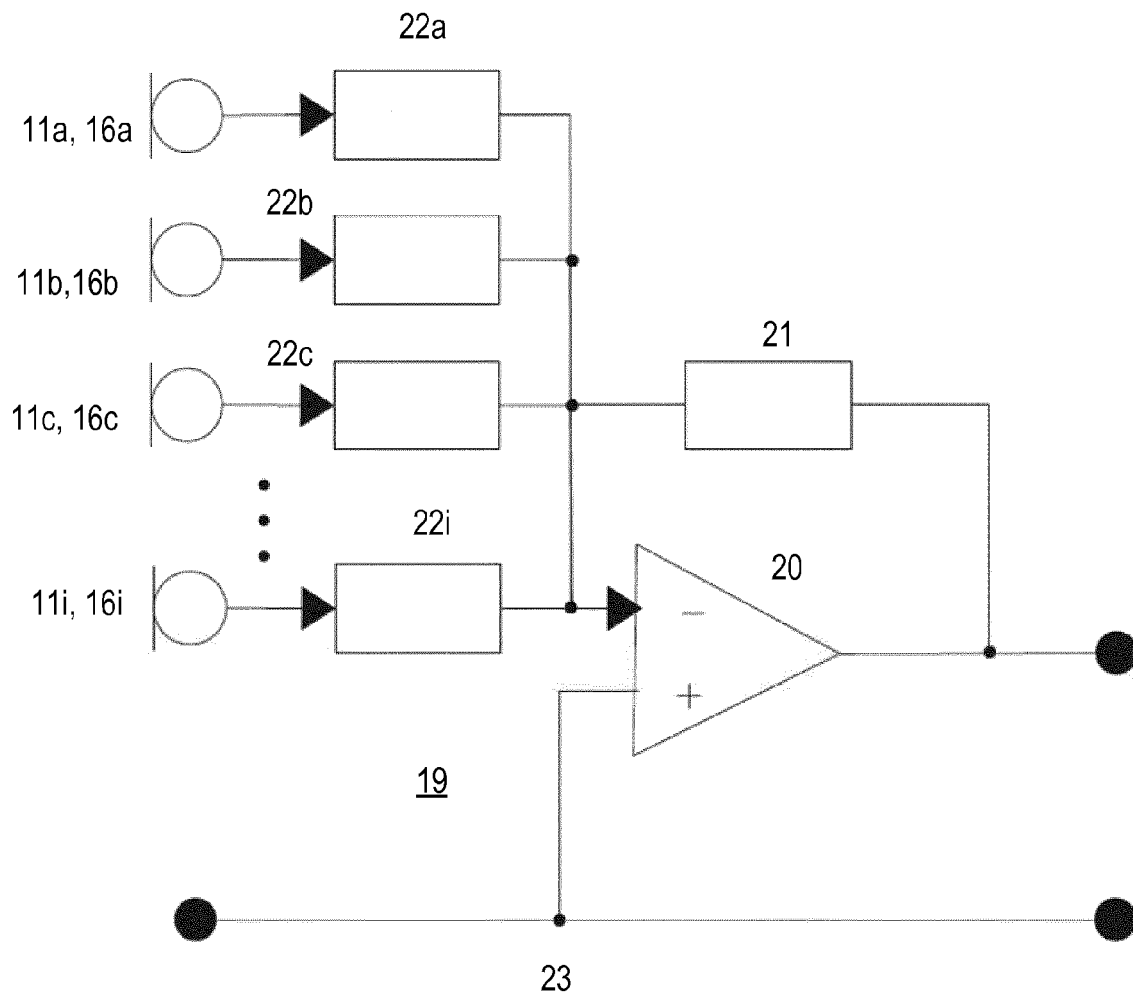 22a
11a, 16a
22b
11b,16b
22c
11c, 16c
21
22i
11i, 16i
20
−
+
19
23